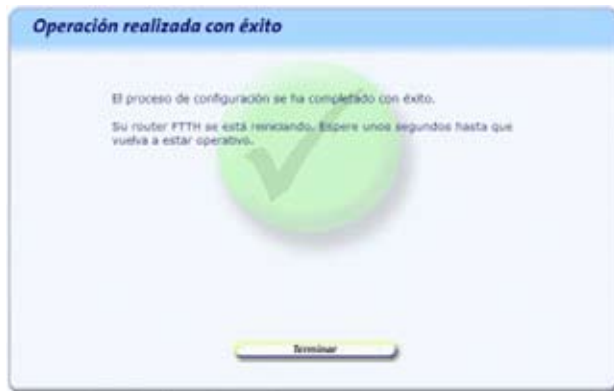 Operación realizada con éxito
El proceso de configuración se ha completado con éxito.
Su router FTTH se está reiniciando. Espere unos segundos hasta que
vuelva a estar operativo.
Terminar